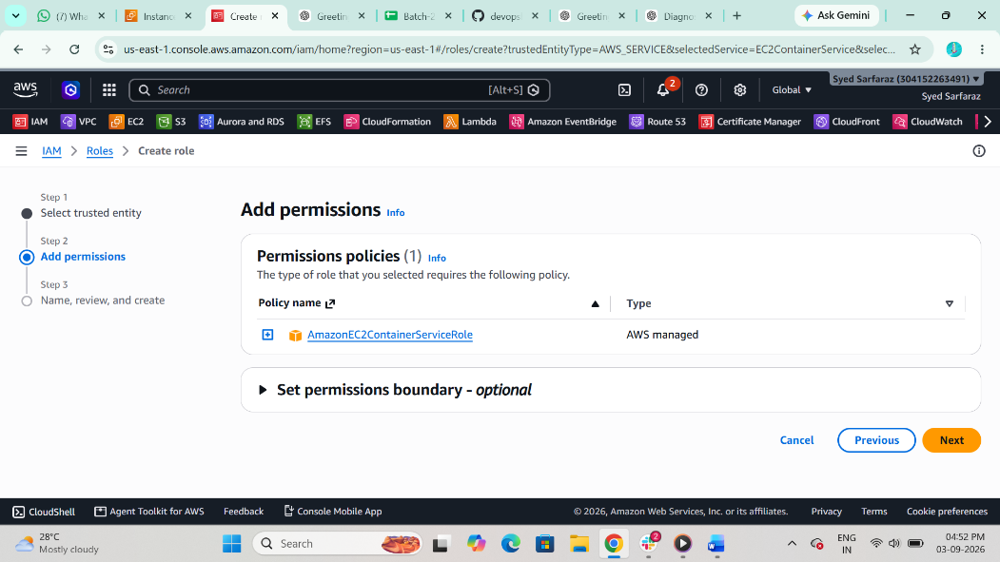 (7) Wha
Instanc
Create r
Greetin
Batch-2
devops
Greetin
Diagno
Ask Gemini
us-east-1.console.aws.amazon.com/iam/home?region=us-east-1#/roles/create?trustedEntityType=AWS_SERVICE&selectedService=EC2ContainerService&selec...
aws
Search
[Alt+S]
2
Global
Syed Sarfaraz (304152263491)
Syed Sarfaraz
IAM
VPC
EC2
S3
Aurora and RDS
EFS
CloudFormation
Lambda
Amazon EventBridge
Route 53
Certificate Manager
CloudFront
CloudWatch
IAM
Roles
Create role
Step 1
Select trusted entity
Step 2
Add permissions
Step 3
Name, review, and create
Add permissions Info
Permissions policies (1) Info
The type of role that you selected requires the following policy.
Policy name
Type
AmazonEC2ContainerServiceRole
AWS managed
Set permissions boundary - optional
Cancel
Previous
Next
CloudShell
Agent Toolkit for AWS
Feedback
Console Mobile App
© 2026, Amazon Web Services, Inc. or its affiliates.
Privacy
Terms
Cookie preferences
28°C
Mostly cloudy
Search
2
ENG
IN
04:52 PM
03-09-2026